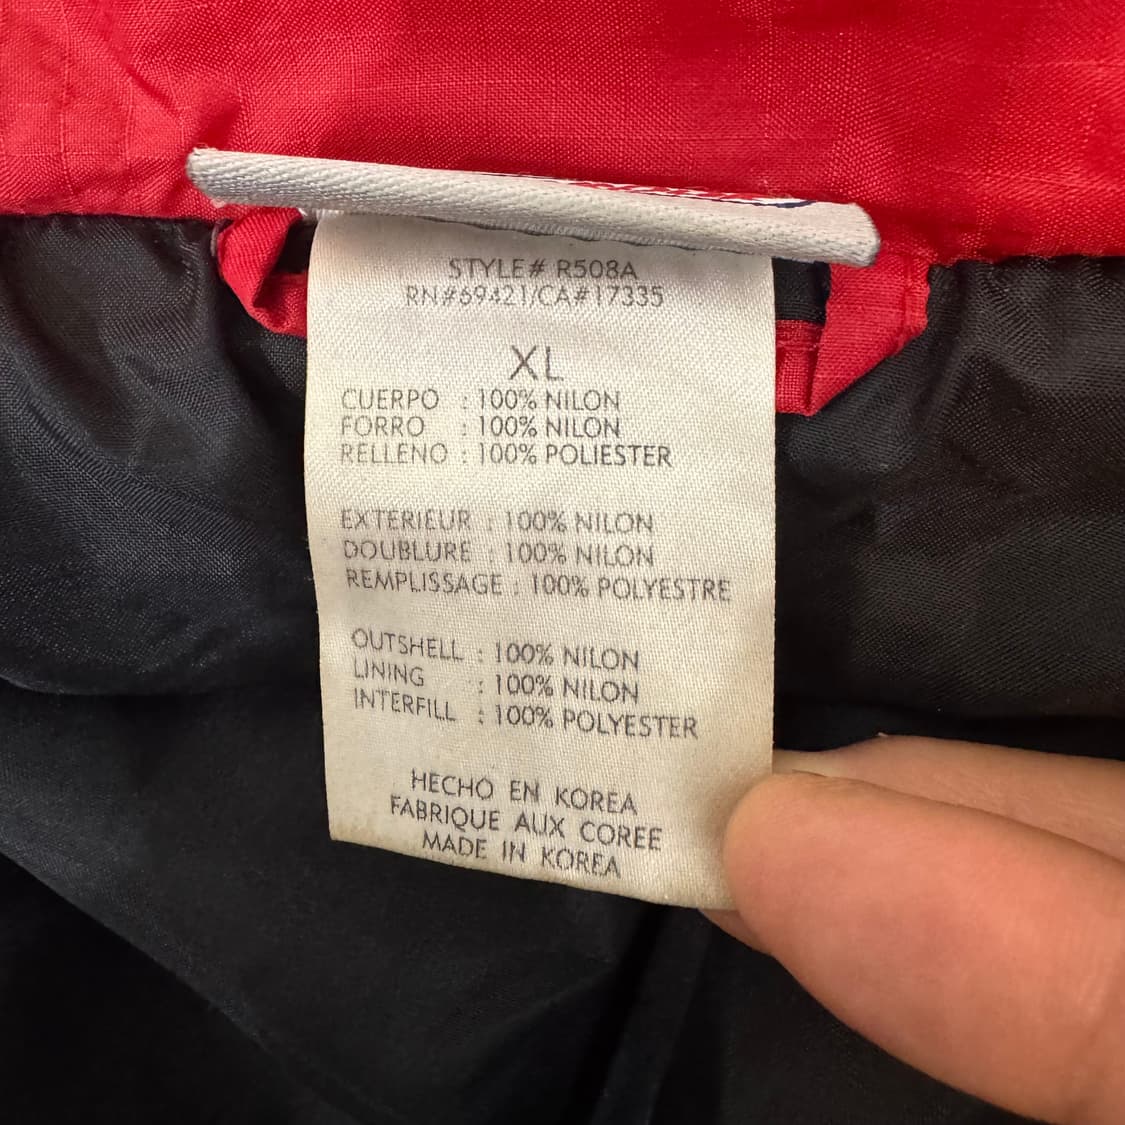 STYLE# R508A
RN#69421/CA#17335
XL
CUERPO : 100% NILON
FORRO : 100% NILON
RELLENO : 100% POLIESTER
EXTERIEUR : 100% NILON
DOUBLURE : 100% NILON
REMPLISSAGE : 100% POLYESTRE
OUTSHELL : 100% NILON
LINING : 100% NILON
INTERFILL : 100% POLYESTER
HECHO EN KOREA
FABRIQUE AUX COREE
MADE IN KOREA